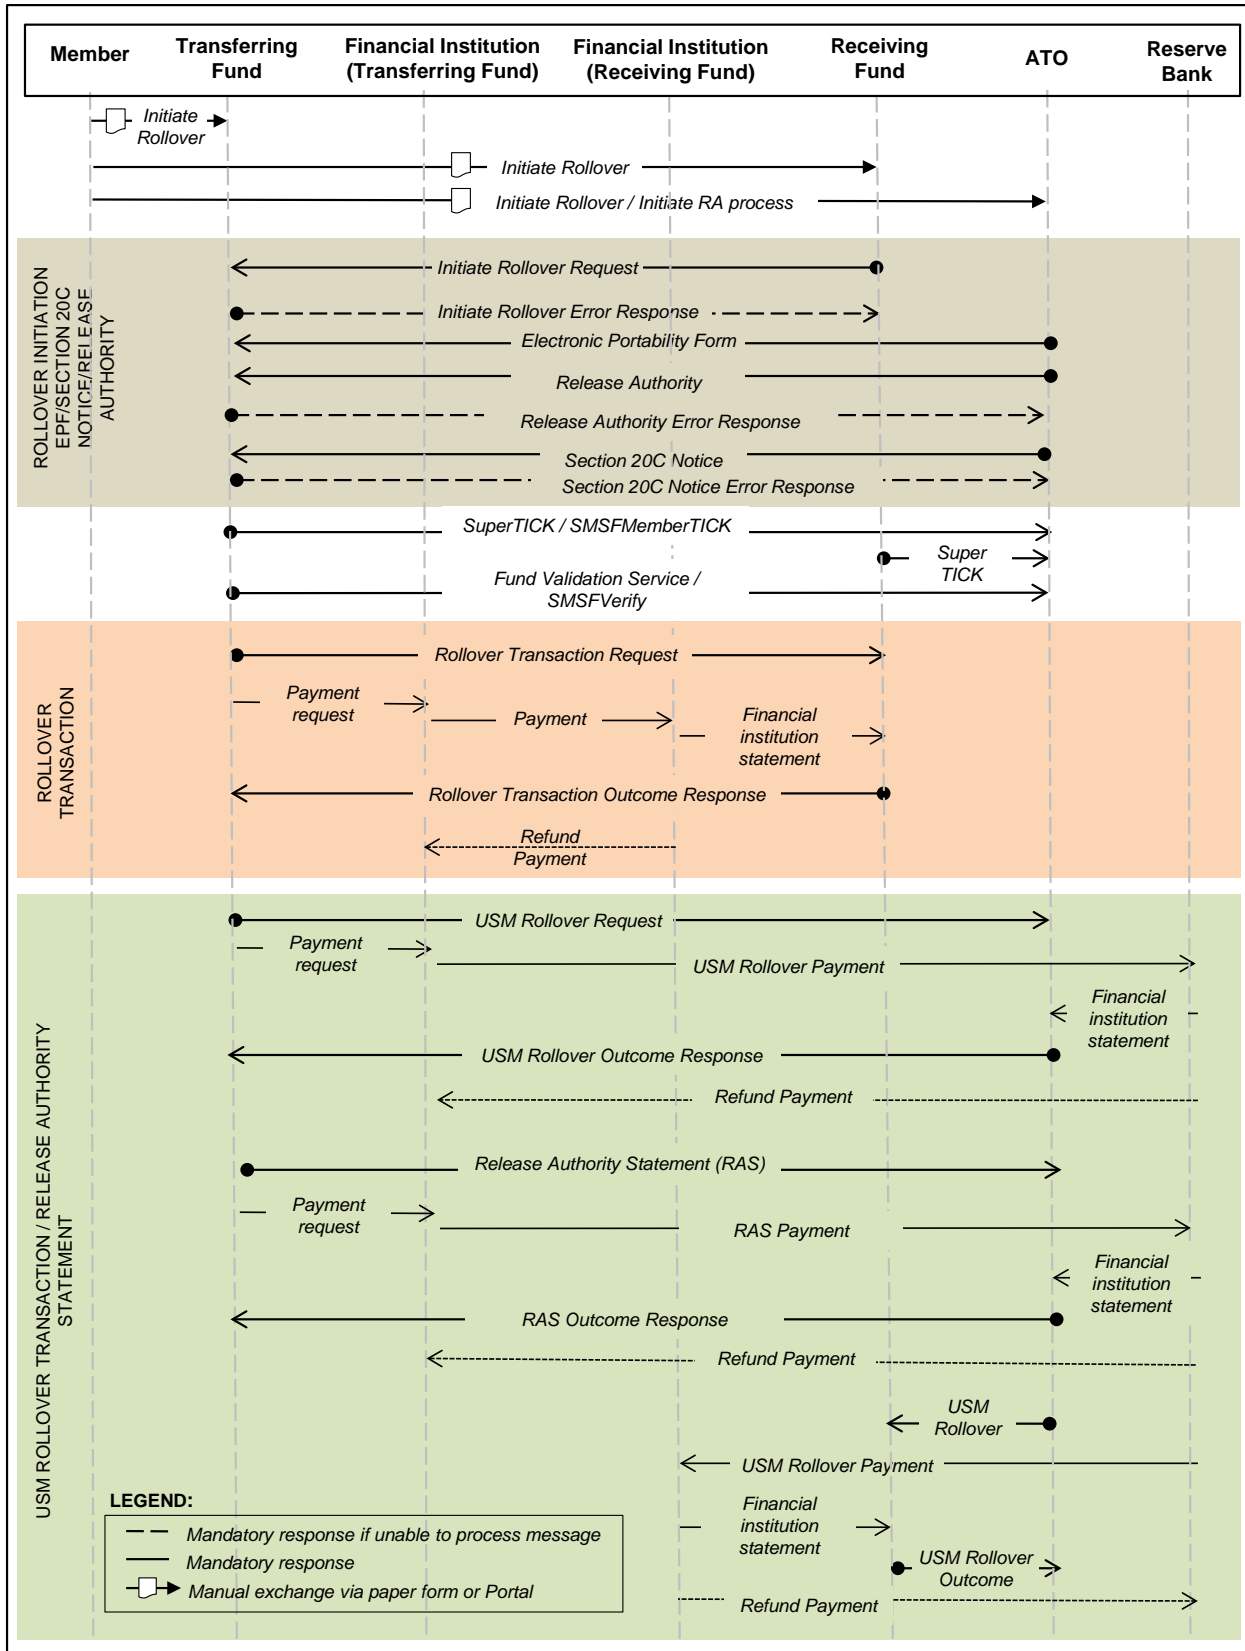 Member
Transferring
Fund
Financial Institution
(Transferring Fund)
Financial Institution
(Receiving Fund)
Receiving
Fund
ATO
Reserve
Bank
Initiate
Rollover
Initiate Rollover
Initiate Rollover / Initiate RA process
ROLLOVER INITIATION
EPF/SECTION 20C
NOTICE/RELEASE
AUTHORITY
Initiate Rollover Request
Initiate Rollover Error Response
Electronic Portability Form
Release Authority
Release Authority Error Response
Section 20C Notice
Section 20C Notice Error Response
SuperTICK / SMSFMemberTICK
Super
TICK
Fund Validation Service /
SMSFVerify
ROLLOVER
TRANSACTION
Rollover Transaction Request
Payment
request
Payment
Financial
institution
statement
Rollover Transaction Outcome Response
Refund
Payment
USM ROLLOVER TRANSACTION / RELEASE AUTHORITY
STATEMENT
USM Rollover Request
Payment
request
USM Rollover Payment
Financial
institution
statement
USM Rollover Outcome Response
Refund Payment
Release Authority Statement (RAS)
Payment
request
RAS Payment
Financial
institution
statement
RAS Outcome Response
Refund Payment
USM
Rollover
USM Rollover Payment
Financial
institution
statement
USM Rollover
Outcome
Refund Payment
LEGEND:
Mandatory response if unable to process message
Mandatory response
Manual exchange via paper form or Portal